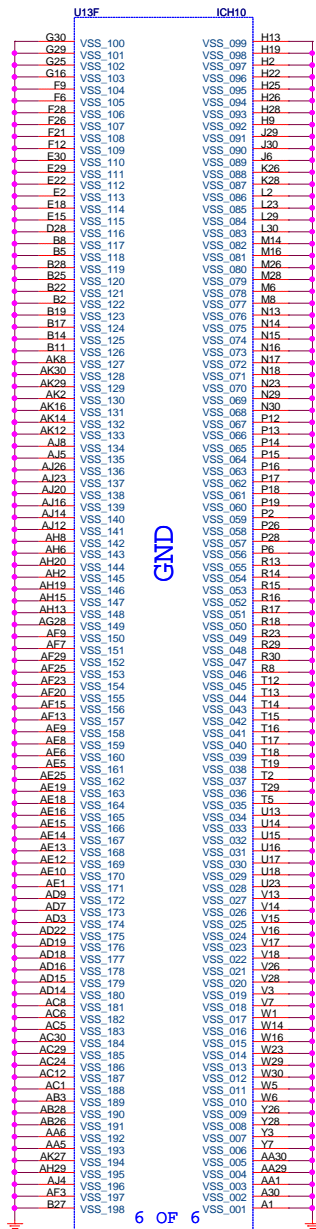 U13F ICH10
G30 VSS_100 VSS_099 H13
G29 VSS_101 VSS_098 H19
G25 VSS_102 VSS_097 H2
G16 VSS_103 VSS_096 H22
F9 VSS_104 VSS_095 H25
F6 VSS_105 VSS_094 H26
F28 VSS_106 VSS_093 H28
F26 VSS_107 VSS_092 H9
F21 VSS_108 VSS_091 J29
F12 VSS_109 VSS_090 J30
E30 VSS_110 VSS_089 J6
E29 VSS_111 VSS_088 K26
E22 VSS_112 VSS_087 K28
E2 VSS_113 VSS_086 L2
E18 VSS_114 VSS_085 L23
E15 VSS_115 VSS_084 L29
D28 VSS_116 VSS_083 L30
B8 VSS_117 VSS_082 M14
B5 VSS_118 VSS_081 M16
B28 VSS_119 VSS_080 M26
B25 VSS_120 VSS_079 M28
B22 VSS_121 VSS_078 M6
B2 VSS_122 VSS_077 M8
B19 VSS_123 VSS_076 N13
B17 VSS_124 VSS_075 N14
B14 VSS_125 VSS_074 N15
B11 VSS_126 VSS_073 N16
AK8 VSS_127 VSS_072 N17
AK30 VSS_128 VSS_071 N18
AK29 VSS_129 VSS_070 N23
AK2 VSS_130 VSS_069 N29
AK16 VSS_131 VSS_068 N30
AK14 VSS_132 VSS_067 P12
AK12 VSS_133 VSS_066 P13
AJ8 VSS_134 VSS_065 P14
AJ5 VSS_135 VSS_064 P15
AJ26 VSS_136 VSS_063 P16
AJ23 VSS_137 VSS_062 P17
AJ20 VSS_138 VSS_061 P18
AJ16 VSS_139 VSS_060 P19
AJ14 VSS_140 VSS_059 P2
AJ12 VSS_141 VSS_058 P26
AH8 VSS_142 VSS_057 P28
AH6 VSS_143 VSS_056 P6
AH20 VSS_144 VSS_055 R13
AH2 VSS_145 VSS_054 R14
AH19 VSS_146 VSS_053 R15
AH15 VSS_147 VSS_052 R16
AH13 VSS_148 VSS_051 R17
AG28 VSS_149 VSS_050 R18
AF9 VSS_150 VSS_049 R23
AF7 VSS_151 VSS_048 R29
AF29 VSS_152 VSS_047 R30
AF25 VSS_153 VSS_046 R8
AF23 VSS_154 VSS_045 T12
AF20 VSS_155 VSS_044 T13
AF15 VSS_156 VSS_043 T14
AF13 VSS_157 VSS_042 T15
AE9 VSS_158 VSS_041 T16
AE8 VSS_159 VSS_040 T17
AE6 VSS_160 VSS_039 T18
AE5 VSS_161 VSS_038 T19
AE25 VSS_162 VSS_037 T2
AE19 VSS_163 VSS_036 T29
AE18 VSS_164 VSS_035 T5
AE16 VSS_165 VSS_034 U13
AE15 VSS_166 VSS_033 U14
AE14 VSS_167 VSS_032 U15
AE13 VSS_168 VSS_031 U16
AE12 VSS_169 VSS_030 U17
AE10 VSS_170 VSS_029 U18
AE1 VSS_171 VSS_028 U23
AD9 VSS_172 VSS_027 V13
AD7 VSS_173 VSS_026 V14
AD3 VSS_174 VSS_025 V15
AD22 VSS_175 VSS_024 V16
AD19 VSS_176 VSS_023 V17
AD18 VSS_177 VSS_022 V18
AD16 VSS_178 VSS_021 V26
AD15 VSS_179 VSS_020 V28
AD14 VSS_180 VSS_019 V3
AC8 VSS_181 VSS_018 V7
AC6 VSS_182 VSS_017 W1
AC5 VSS_183 VSS_016 W14
AC30 VSS_184 VSS_015 W16
AC29 VSS_185 VSS_014 W23
AC24 VSS_186 VSS_013 W29
AC12 VSS_187 VSS_012 W30
AC1 VSS_188 VSS_011 W5
AB3 VSS_189 VSS_010 W6
AB28 VSS_190 VSS_009 Y26
AB26 VSS_191 VSS_008 Y28
AA6 VSS_192 VSS_007 Y3
AA5 VSS_193 VSS_006 Y7
AK27 VSS_194 VSS_005 AA30
AH29 VSS_195 VSS_004 AA29
AJ4 VSS_196 VSS_003 AA1
AF3 VSS_197 VSS_002 A30
B27 VSS_198 VSS_001 A1
GND
6 OF 6